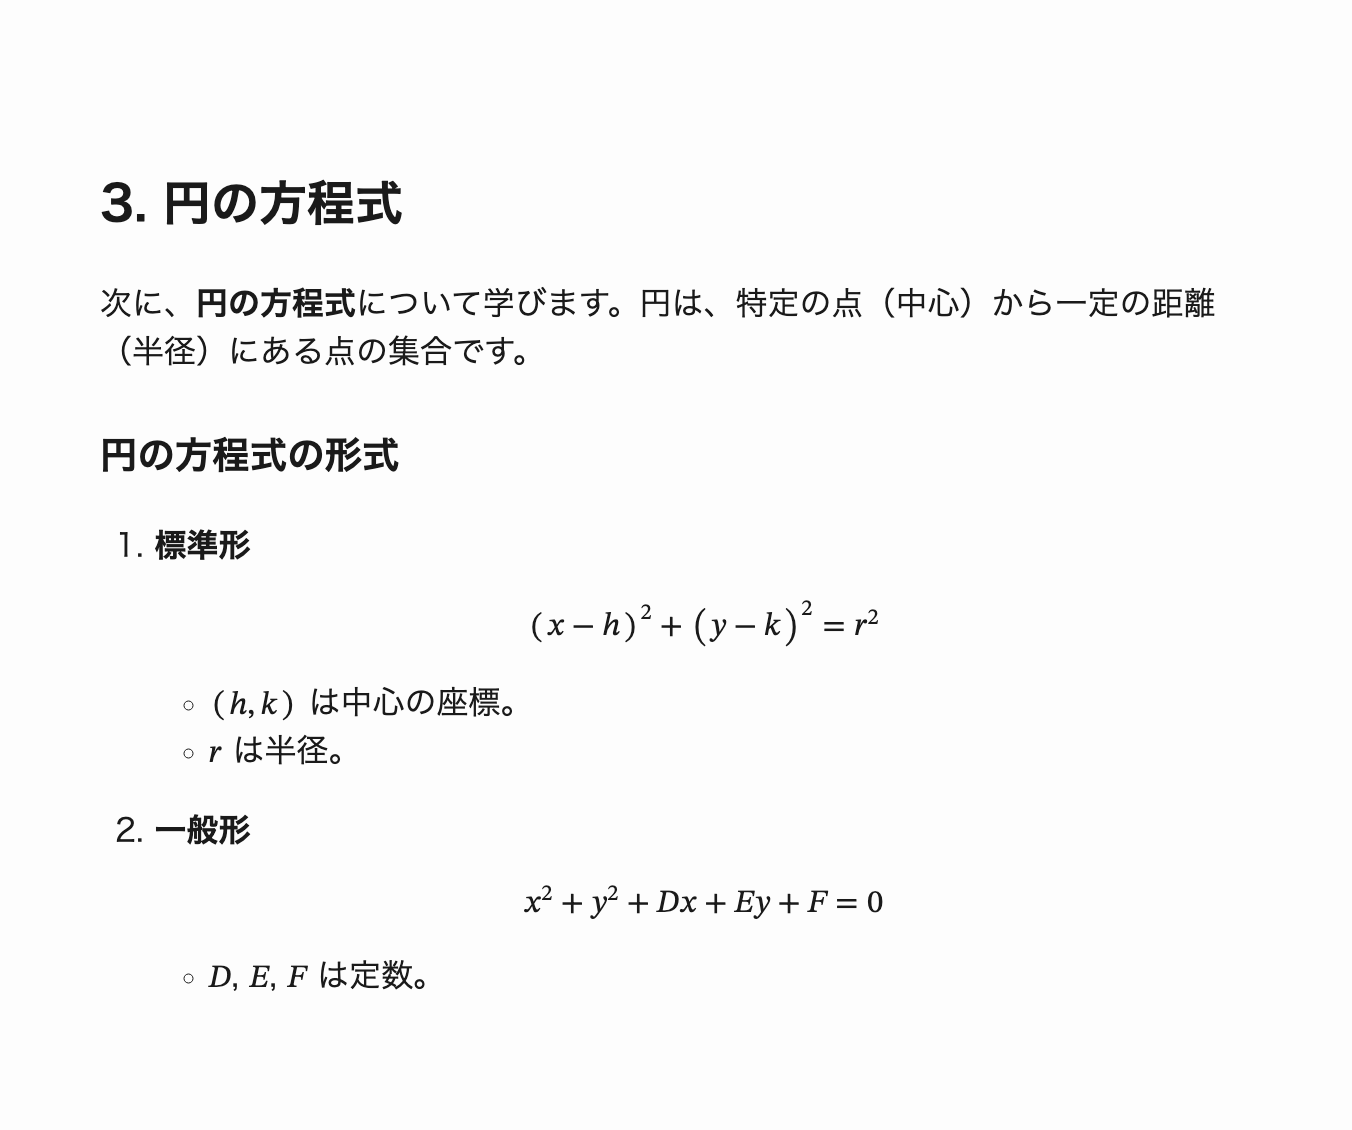 3. 円の方程式
次に、円の方程式について学びます。円は、特定の点（中心）から一定の距離
（半径）にある点の集合です。
円の方程式の形式
1. 標準形
(x − h)² + (y − k)² = r²
○ (h, k) は中心の座標。
○ r は半径。
2. 一般形
x² + y² + Dx + Ey + F = 0
○ D, E, F は定数。